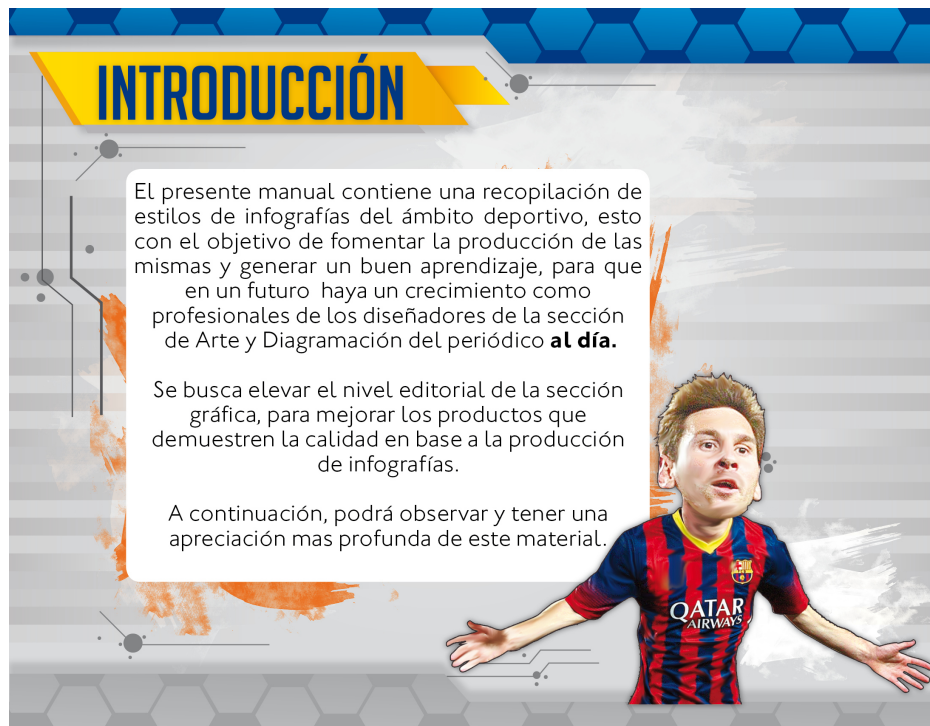 INTRODUCCIÓN
El presente manual contiene una recopilación de
estilos de infografías del ámbito deportivo, esto
con el objetivo de fomentar la producción de las
mismas y generar un buen aprendizaje, para que
en un futuro haya un crecimiento como
profesionales de los diseñadores de la sección
de Arte y Diagramación del periódico al día.
Se busca elevar el nivel editorial de la sección
gráfica, para mejorar los productos que
demuestren la calidad en base a la producción
de infografías.
A continuación, podrá observar y tener una
apreciación mas profunda de este material.
QATAR
AIRWAYS